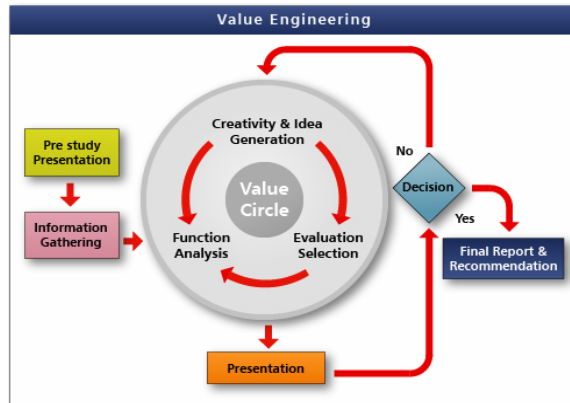 Value Engineering
Creativity & Idea
Generation
Pre study
Presentation
No
Value
Circle
Decision
Information
Gathering
Function
Analysis
Evaluation
Selection
Yes
Final Report &
Recommendation
Presentation